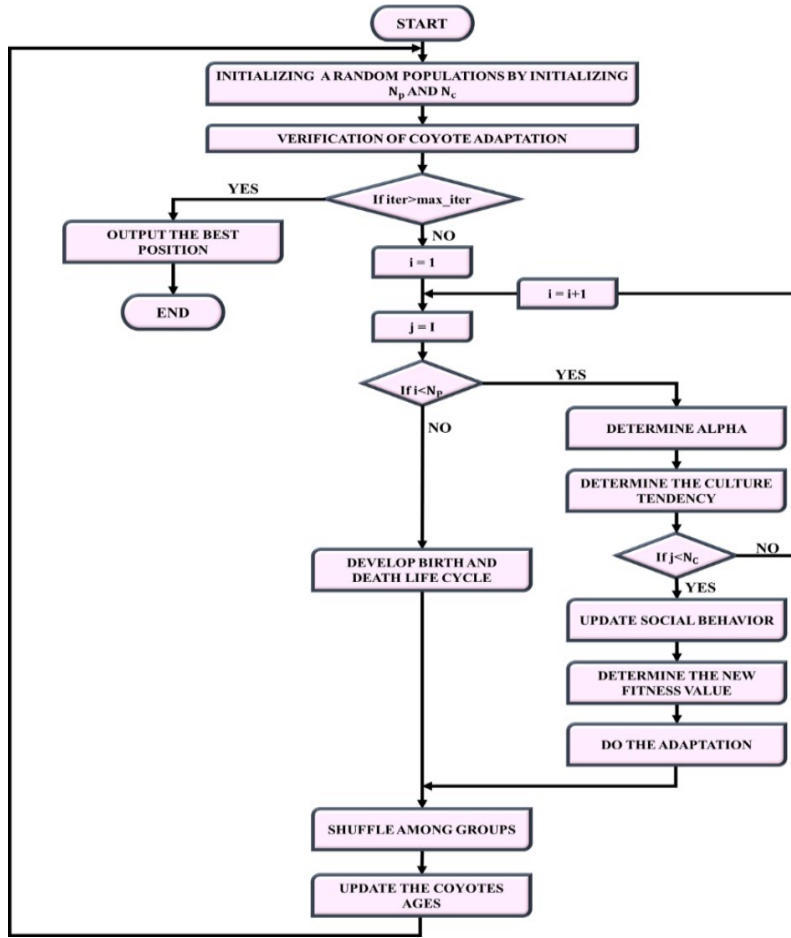 START
INITIALIZING A RANDOM POPULATIONS BY INITIALIZING
Np AND Nc
VERIFICATION OF COYOTE ADAPTATION
If iter>max_iter
YES
NO
OUTPUT THE BEST
POSITION
END
i = 1
i = i+1
j = I
If i<NP
YES
NO
DETERMINE ALPHA
DETERMINE THE CULTURE
TENDENCY
If j<NC
NO
YES
DEVELOP BIRTH AND
DEATH LIFE CYCLE
UPDATE SOCIAL BEHAVIOR
DETERMINE THE NEW
FITNESS VALUE
DO THE ADAPTATION
SHUFFLE AMONG GROUPS
UPDATE THE COYOTES
AGES